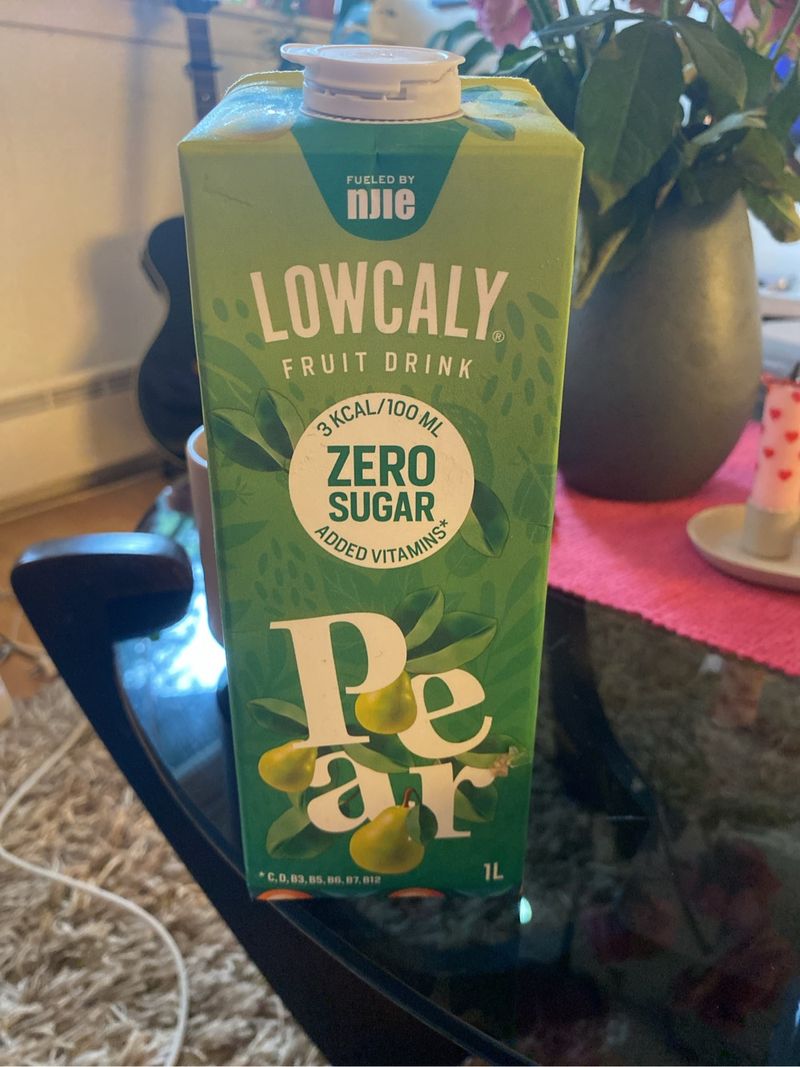 FUELED BY
njie
LOWCALY®
FRUIT DRINK
3 KCAL/100 ML
ZERO
SUGAR
ADDED VITAMINS*
Pe
ar
* C, D, B3, B5, B6, B7, B12
1L